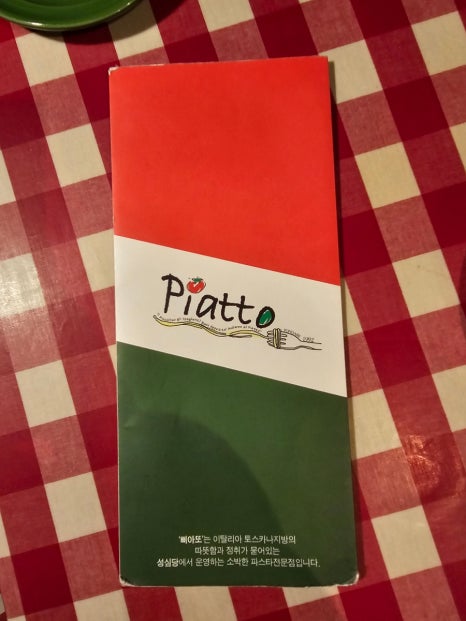 Piatto
'삐아또'는 이탈리아 토스카나지방의
따뜻함과 정취가 묻어있는
성심당에서 운영하는 소박한 파스타전문점입니다.